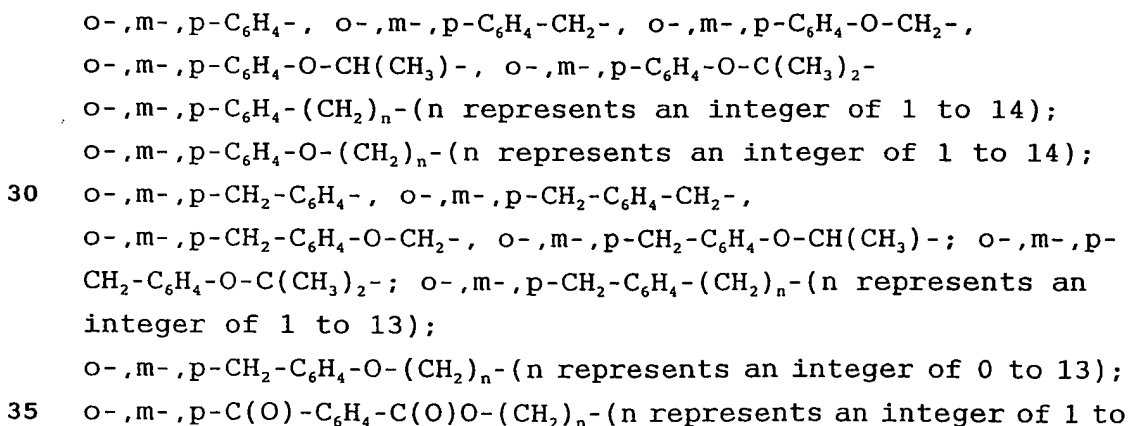 o-,m-,p-C₆H₄-, o-,m-,p-C₆H₄-CH₂-, o-,m-,p-C₆H₄-O-CH₂-,
o-,m-,p-C₆H₄-O-CH(CH₃)-, o-,m-,p-C₆H₄-O-C(CH₃)₂-
o-,m-,p-C₆H₄-(CH₂)ₙ-(n represents an integer of 1 to 14);
o-,m-,p-C₆H₄-O-(CH₂)ₙ-(n represents an integer of 1 to 14);
30 o-,m-,p-CH₂-C₆H₄-, o-,m-,p-CH₂-C₆H₄-CH₂-,
o-,m-,p-CH₂-C₆H₄-O-CH₂-, o-,m-,p-CH₂-C₆H₄-O-CH(CH₃)-; o-,m-,p-
CH₂-C₆H₄-O-C(CH₃)₂-; o-,m-,p-CH₂-C₆H₄-(CH₂)ₙ-(n represents an
integer of 1 to 13);
o-,m-,p-CH₂-C₆H₄-O-(CH₂)ₙ-(n represents an integer of 0 to 13);
35 o-,m-,p-C(O)-C₆H₄-C(O)O-(CH₂)ₙ-(n represents an integer of 1 to